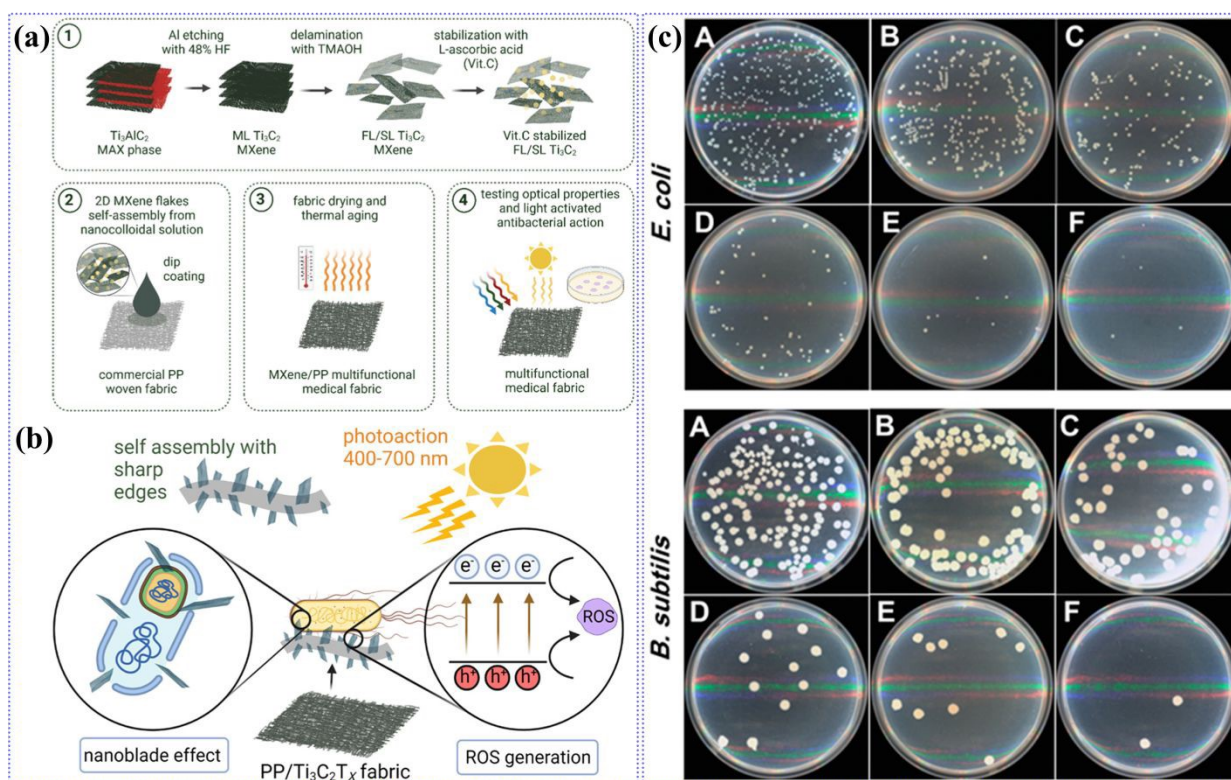 (a)
1
Al etching
with 48% HF
delamination
with TMAOH
stabilization with
L-ascorbic acid
(Vit.C)
Ti₃AlC₂
MAX phase
ML Ti₃C₂
MXene
FL/SL Ti₃C₂
MXene
Vit.C stabilized
FL/SL Ti₃C₂
2
2D MXene flakes
self-assembly from
nanocolloidal solution
dip
coating
commercial PP
woven fabric
3
fabric drying and
thermal aging
MXene/PP multifunctional
medical fabric
4
testing optical properties
and light activated
antibacterial action
multifunctional
medical fabric
(b)
self assembly with
sharp
edges
photoaction
400-700 nm
e⁻ e⁻ e⁻
ROS
h⁺ h⁺ h⁺
nanoblade effect
ROS generation
PP/Ti₃C₂Tₓ fabric
(c)
E. coli
A
B
C
D
E
F
B. subtilis
A
B
C
D
E
F